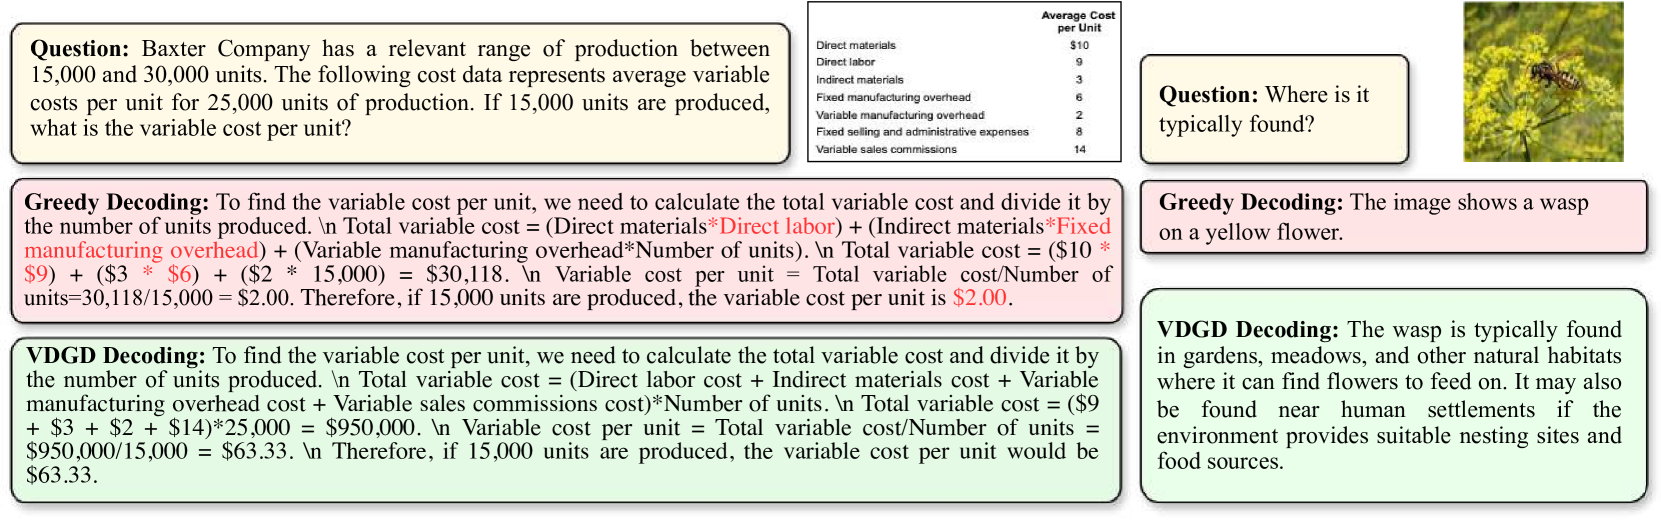 Question: Baxter Company has a relevant range of production between
15,000 and 30,000 units. The following cost data represents average variable
costs per unit for 25,000 units of production. If 15,000 units are produced,
what is the variable cost per unit?
Average Cost
per Unit
Direct materials $10
Direct labor 9
Indirect materials 3
Fixed manufacturing overhead 6
Variable manufacturing overhead 2
Fixed selling and administrative expenses 8
Variable sales commissions 14
Greedy Decoding: To find the variable cost per unit, we need to calculate the total variable cost and divide it by
the number of units produced. \n Total variable cost = (Direct materials*Direct labor) + (Indirect materials*Fixed
manufacturing overhead) + (Variable manufacturing overhead*Number of units). \n Total variable cost = ($10 *
$9) + ($3 * $6) + ($2 * 15,000) = $30,118. \n Variable cost per unit = Total variable cost/Number of
units=30,118/15,000 = $2.00. Therefore, if 15,000 units are produced, the variable cost per unit is $2.00.
VDGD Decoding: To find the variable cost per unit, we need to calculate the total variable cost and divide it by
the number of units produced. \n Total variable cost = (Direct labor cost + Indirect materials cost + Variable
manufacturing overhead cost + Variable sales commissions cost)*Number of units. \n Total variable cost = ($9
+ $3 + $2 + $14)*25,000 = $950,000. \n Variable cost per unit = Total variable cost/Number of units =
$950,000/15,000 = $63.33. \n Therefore, if 15,000 units are produced, the variable cost per unit would be
$63.33.
Question: Where is it
typically found?
Greedy Decoding: The image shows a wasp
on a yellow flower.
VDGD Decoding: The wasp is typically found
in gardens, meadows, and other natural habitats
where it can find flowers to feed on. It may also
be found near human settlements if the
environment provides suitable nesting sites and
food sources.